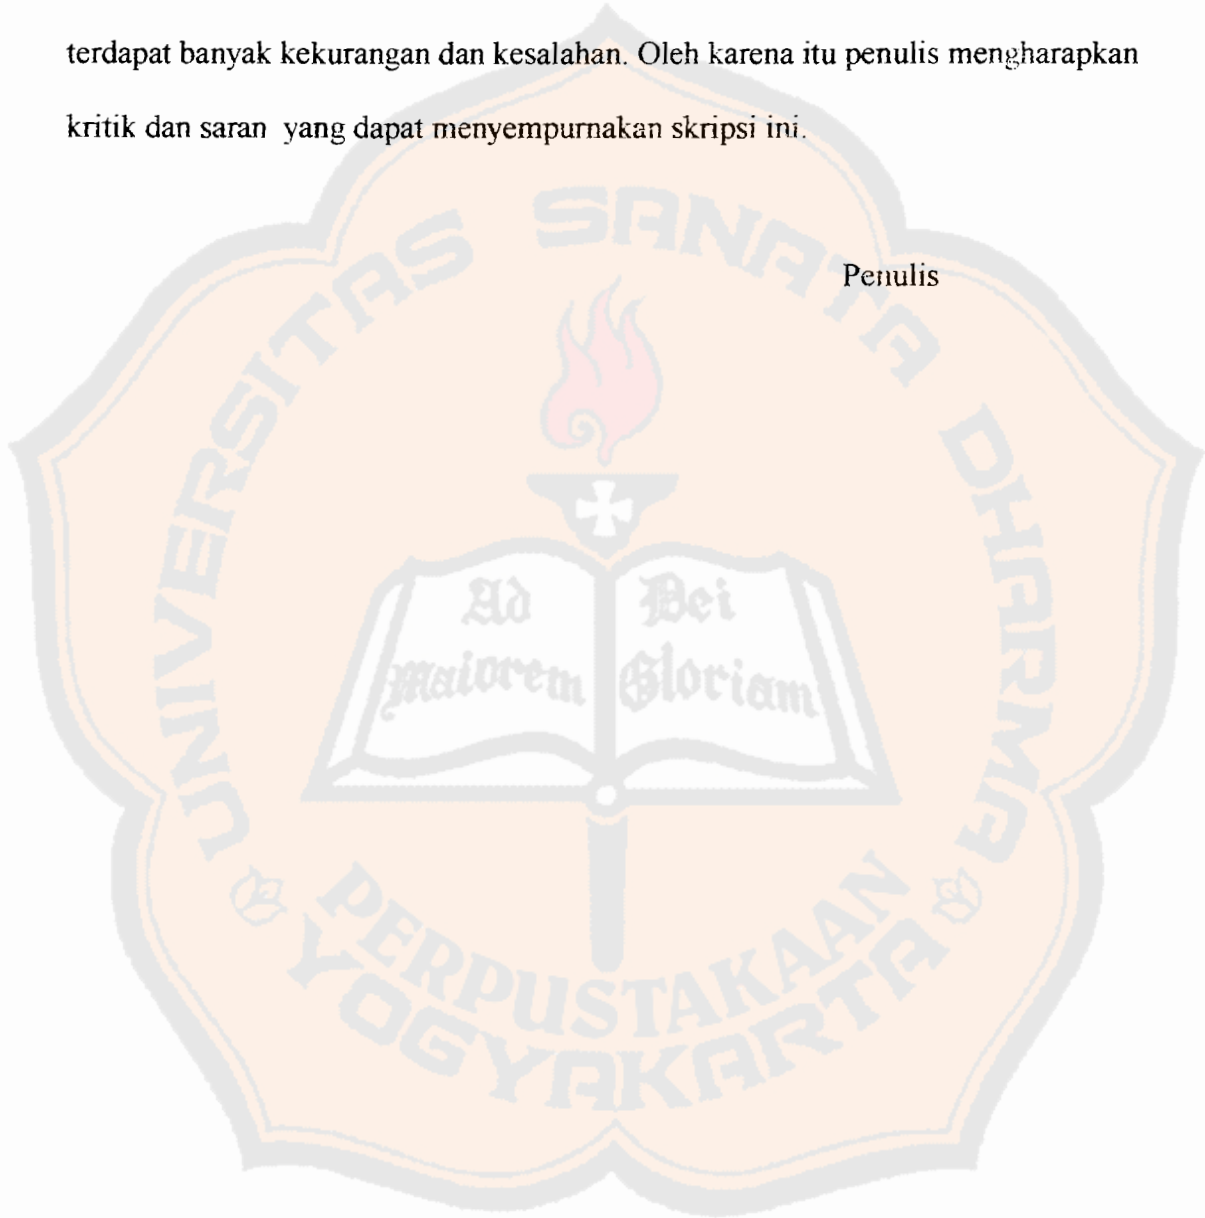 terdapat banyak kekurangan dan kesalahan. Oleh karena itu penulis mengharapkan
kritik dan saran yang dapat menyempurnakan skripsi ini.
Penulis
UNIVERSITAS SANATA DHARMA
Ad Dei
maiorem Gloriam
PERPUSTAKAAN
YOGYAKARTA